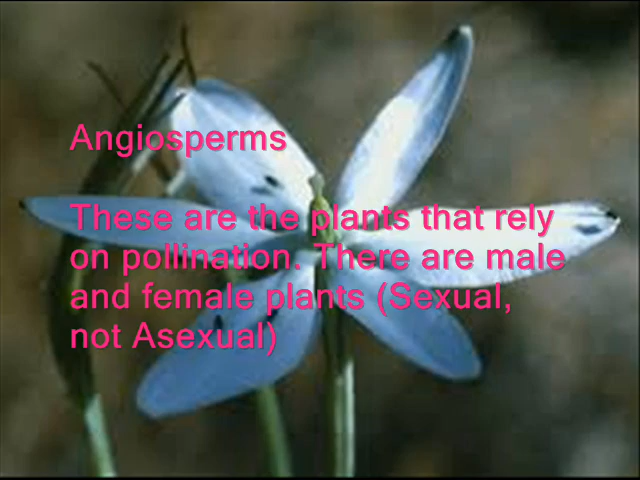 Angiosperms
These are the plants that rely
on pollination. There are male
and female plants (Sexual,
not Asexual)